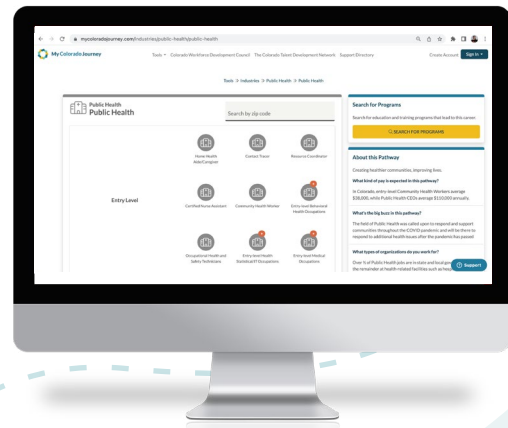 mycoloradojourney.com/industries/public-health/public-health
My Colorado Journey
Tools
Colorado Workforce Development Council
The Colorado Talent Development Network
Support Directory
Create Account
Sign In
Tools > Industries > Public Health > Public Health
Public Health
Public Health
Search by zip code
Entry Level
Home Health
Aide/Caregiver
Contact Tracer
Resource Coordinator
Certified Nurse Assistant
Community Health Worker
Entry level Behavioral
Health Occupations
Occupational Health and
Safety Technicians
Entry level Health
Statistical/IT Occupations
Entry level Medical
Occupations
Search for Programs
Search for education and training programs that lead to this career.
SEARCH FOR PROGRAMS
About this Pathway
Creating healthier communities, improving lives.
What kind of pay is expected in this pathway?
In Colorado, entry level Community Health Workers average
$38,000, while Public Health CEOs average $110,000 annually.
What's the big buzz in this pathway?
The field of Public Health was called upon to respond and support
communities throughout the COVID pandemic and will be there to
respond to additional health issues after the pandemic has passed
What types of organizations do you work for?
Over ½ of Public Health jobs are in state and local
the remainder at health related facilities such as
Support